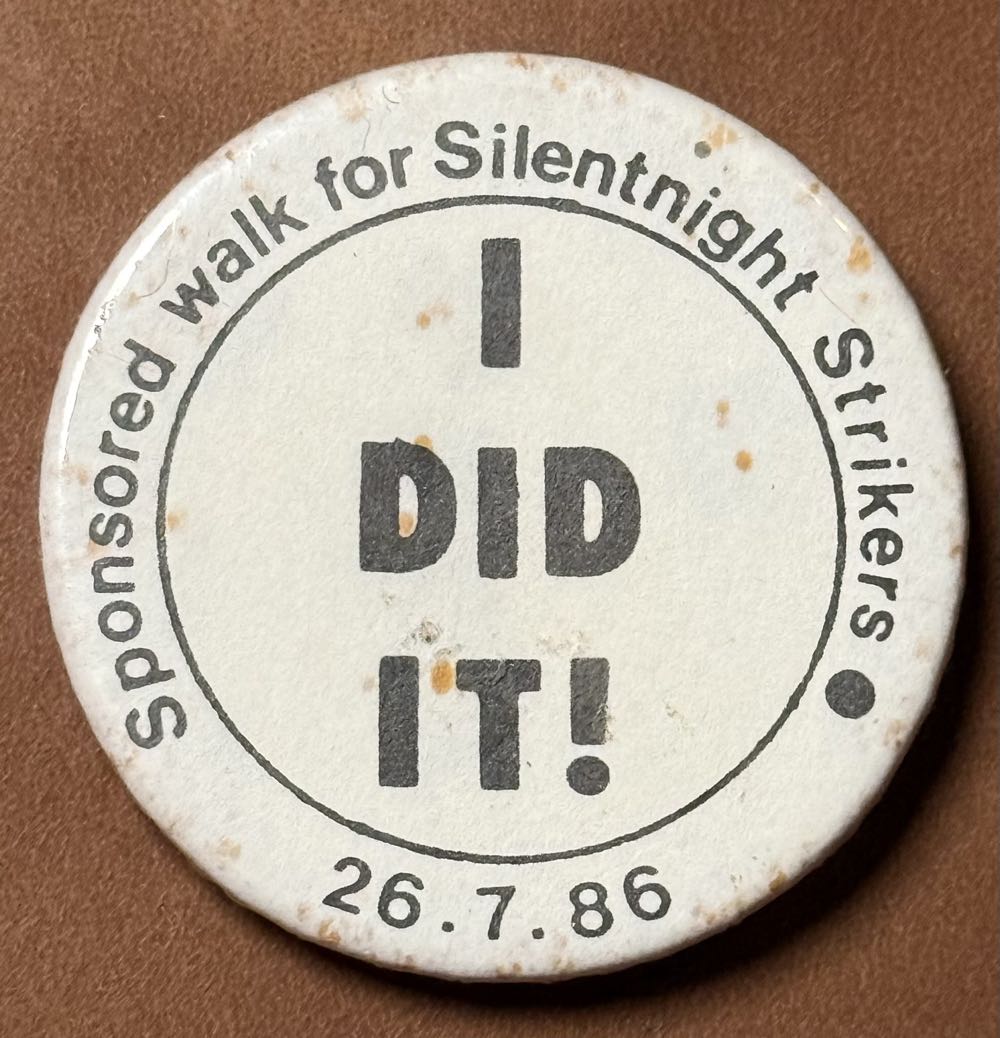 Sponsored walk for Silentnight Strikers ●
I
DID
IT!
26.7.86